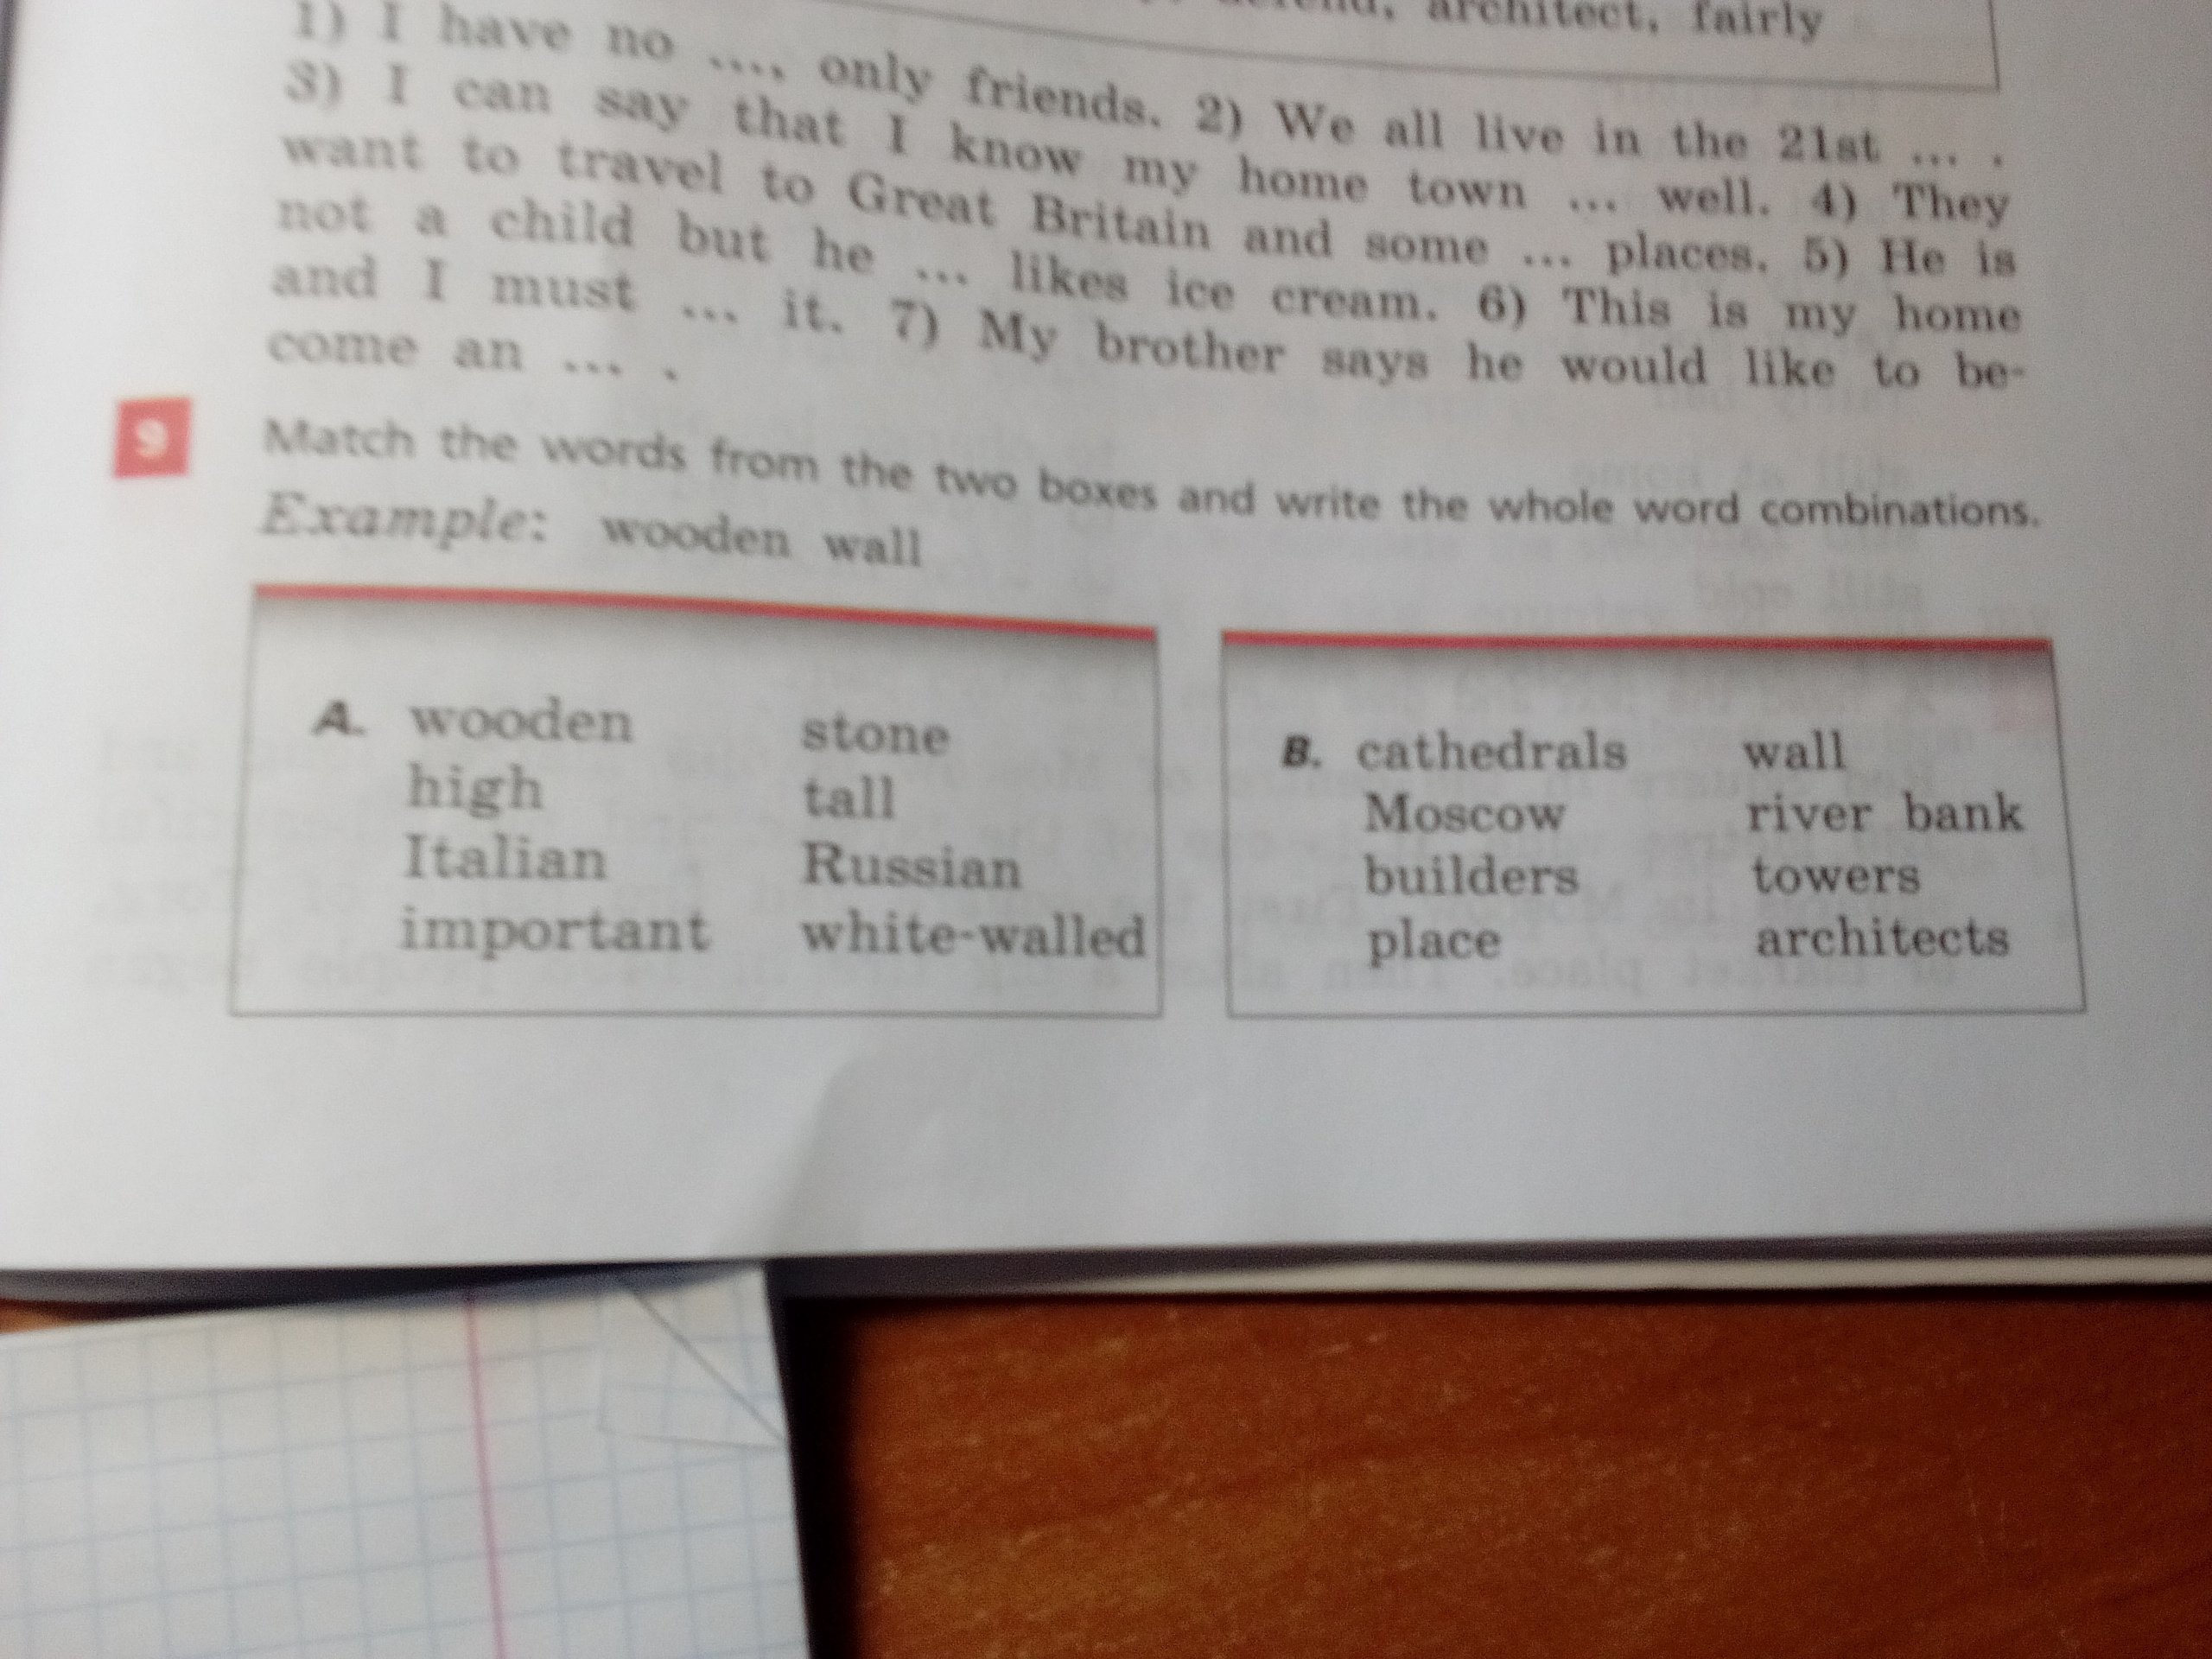 architect, fairly
1) I have no ...., only friends. 2) We all live in the 21st ... .
3) I can say that I know my home town ... well. 4) They
want to travel to Great Britain and some ... places. 5) He is
not a child but he ... likes ice cream. 6) This is my home
and I must ... it. 7) My brother says he would like to be-
come an ... .
9 Match the words from the two boxes and write the whole word combinations.
Example: wooden wall
A. wooden stone
high tall
Italian Russian
important white-walled
B. cathedrals wall
Moscow river bank
builders towers
place architects